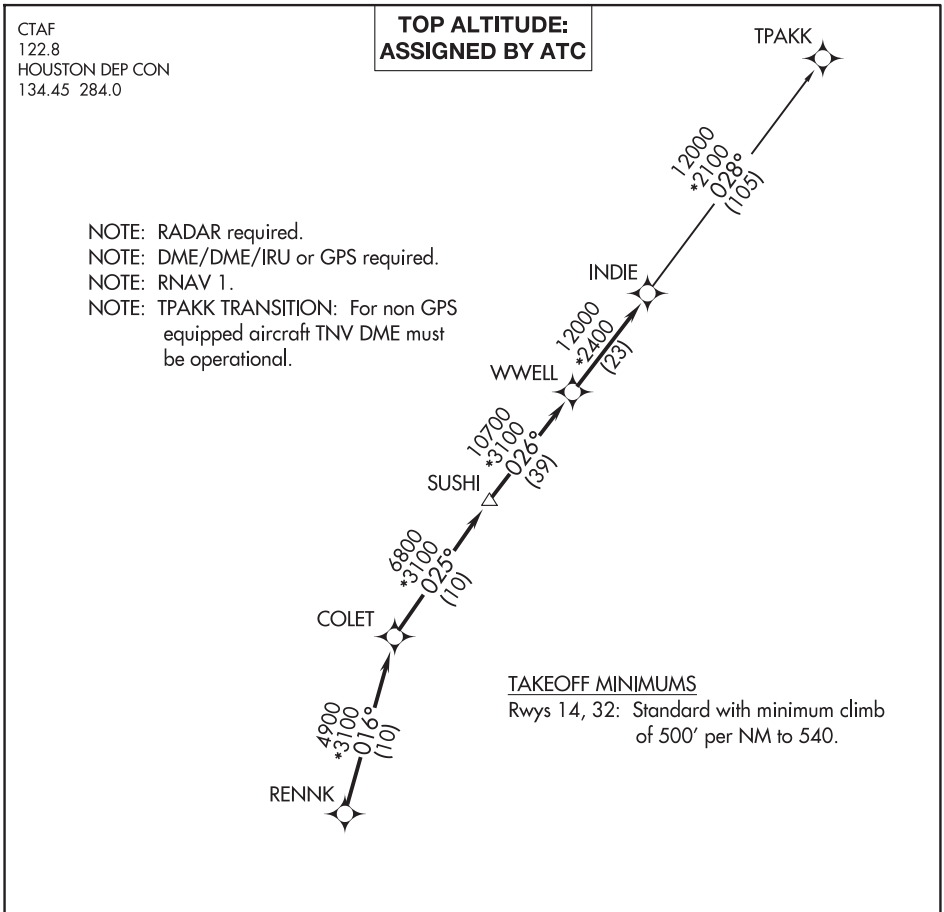 CTAF
122.8
HOUSTON DEP CON
134.45 284.0
TOP ALTITUDE:
ASSIGNED BY ATC
TPAKK
12000
*2100
028°
(105)
NOTE: RADAR required.
NOTE: DME/DME/IRU or GPS required.
NOTE: RNAV 1.
NOTE: TPAKK TRANSITION: For non GPS
equipped aircraft TNV DME must
be operational.
INDIE
12000
*2400
(23)
WWELL
10700
*3100
026°
(39)
SUSHI
6800
*3100
025°
(10)
COLET
TAKEOFF MINIMUMS
Rwys 14, 32: Standard with minimum climb
of 500' per NM to 540.
4900
*3100
016°
(10)
RENNK